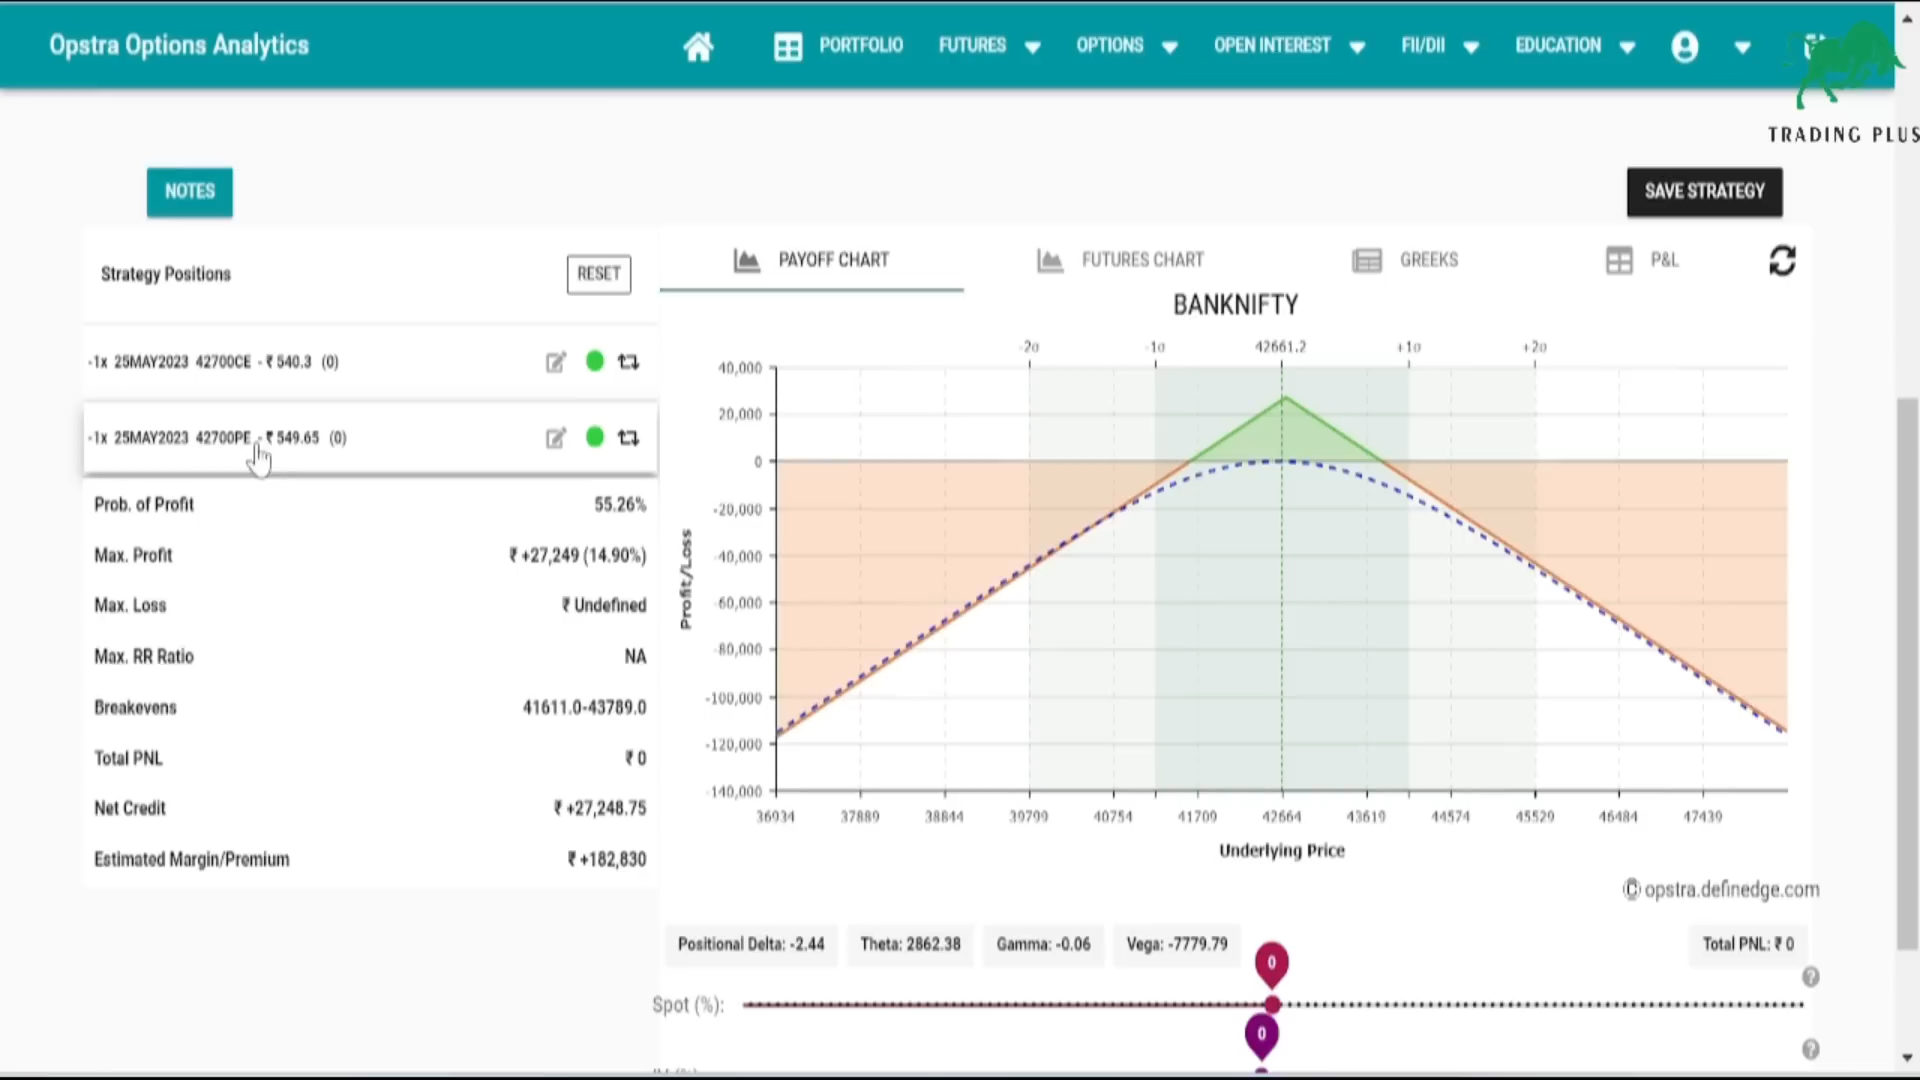 Opstra Options Analytics
PORTFOLIO
FUTURES
OPTIONS
OPEN INTEREST
FII/DII
EDUCATION
TRADING PLUS
NOTES
SAVE STRATEGY
Strategy Positions
RESET
PAYOFF CHART
FUTURES CHART
GREEKS
P&L
BANKNIFTY
-1x 25MAY2023 42700CE - ₹ 540.3 (0)
-1x 25MAY2023 42700PE - ₹ 549.65 (0)
Prob. of Profit 55.26%
Max. Profit ₹ +27,249 (14.90%)
Max. Loss ₹ Undefined
Max. RR Ratio NA
Breakevens 41611.0-43789.0
Total PNL ₹ 0
Net Credit ₹ +27,248.75
Estimated Margin/Premium ₹ +182,830
-2σ -1σ 42661.2 +1σ +2σ
40,000
20,000
0
-20,000
-40,000
-60,000
-80,000
-100,000
-120,000
-140,000
Profit/Loss
36934 37889 38844 39799 40754 41709 42664 43619 44574 45529 46484 47439
Underlying Price
© opstra.definedge.com
Positional Delta: -2.44
Theta: 2862.38
Gamma: -0.06
Vega: -7779.79
Total PNL: ₹ 0
0
Spot (%):
0